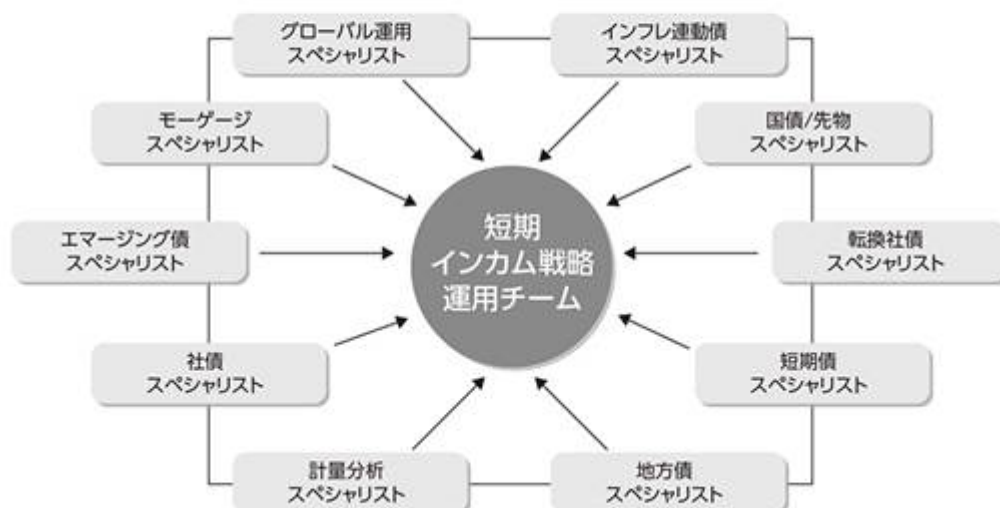 グローバル運用
スペシャリスト
インフレ連動債
スペシャリスト
モーゲージ
スペシャリスト
国債/先物
スペシャリスト
短期
インカム戦略
運用チーム
エマージング債
スペシャリスト
転換社債
スペシャリスト
社債
スペシャリスト
短期債
スペシャリスト
計量分析
スペシャリスト
地方債
スペシャリスト